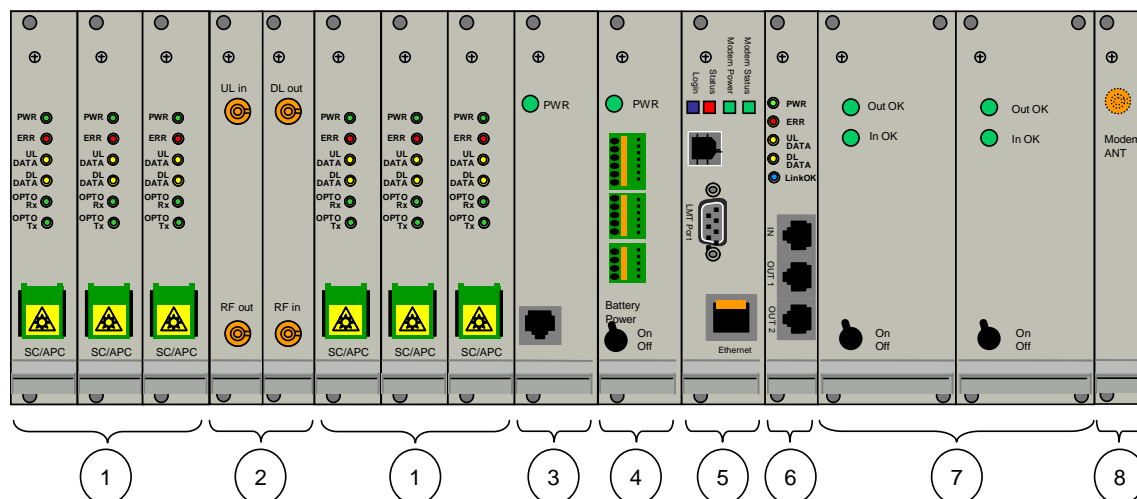 PWR
ERR
UL
DATA
DL
DATA
OPTO
Rx
OPTO
Tx
SC/APC
PWR
ERR
UL
DATA
DL
DATA
OPTO
Rx
OPTO
Tx
SC/APC
PWR
ERR
UL
DATA
DL
DATA
OPTO
Rx
OPTO
Tx
SC/APC
UL in
RF out
DL out
RF in
PWR
ERR
UL
DATA
DL
DATA
OPTO
Rx
OPTO
Tx
SC/APC
PWR
ERR
UL
DATA
DL
DATA
OPTO
Rx
OPTO
Tx
SC/APC
PWR
ERR
UL
DATA
DL
DATA
OPTO
Rx
OPTO
Tx
SC/APC
PWR
PWR
Battery
Power
On
Off
Login
Status
Modem Power
Modem Status
LMT Port
Ethernet
PWR
ERR
UL
DATA
DL
DATA
LinkOK
IN
OUT 1
OUT 2
Out OK
In OK
On
Off
Out OK
In OK
On
Off
Modem
ANT
1
2
1
3
4
5
6
7
8